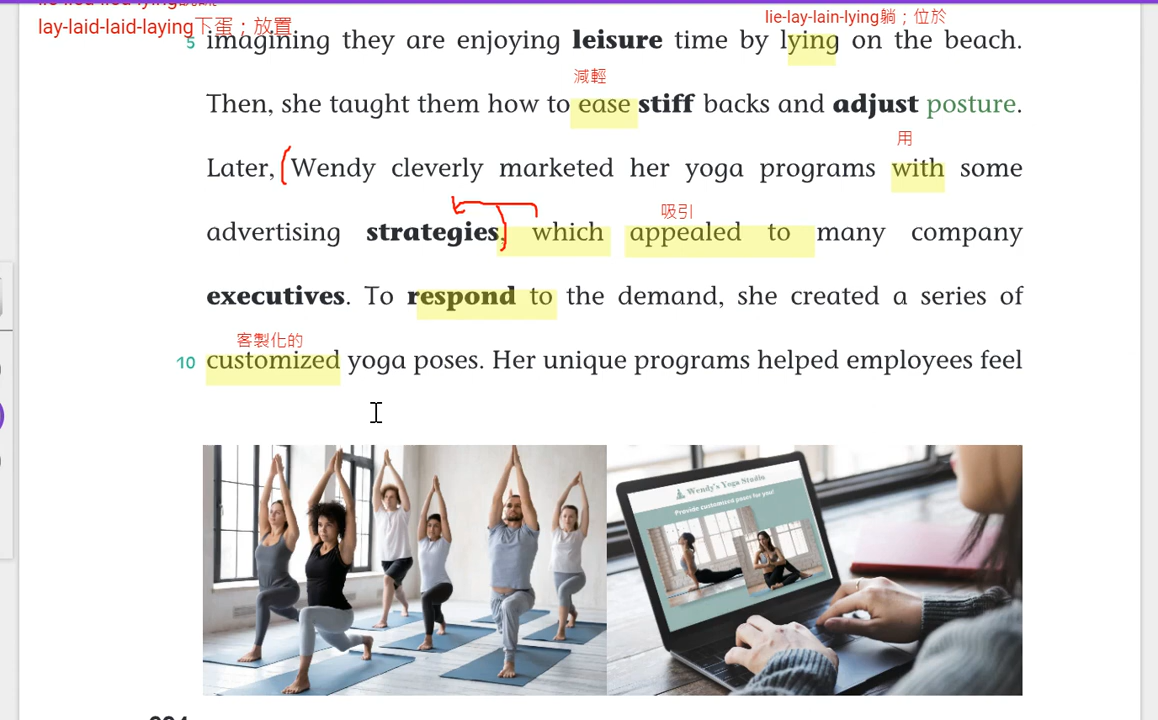 lay-laid-laid-laying下蛋；放置
lie-lay-lain-lying躺；位於
5 imagining they are enjoying leisure time by lying on the beach.
減輕
Then, she taught them how to ease stiff backs and adjust posture.
用
Later, (Wendy cleverly marketed her yoga programs with some
吸引
advertising strategies), which appealed to many company
executives. To respond to the demand, she created a series of
客製化的
10 customized yoga poses. Her unique programs helped employees feel
Wendy's Yoga Studio
Provide customized poses for you!